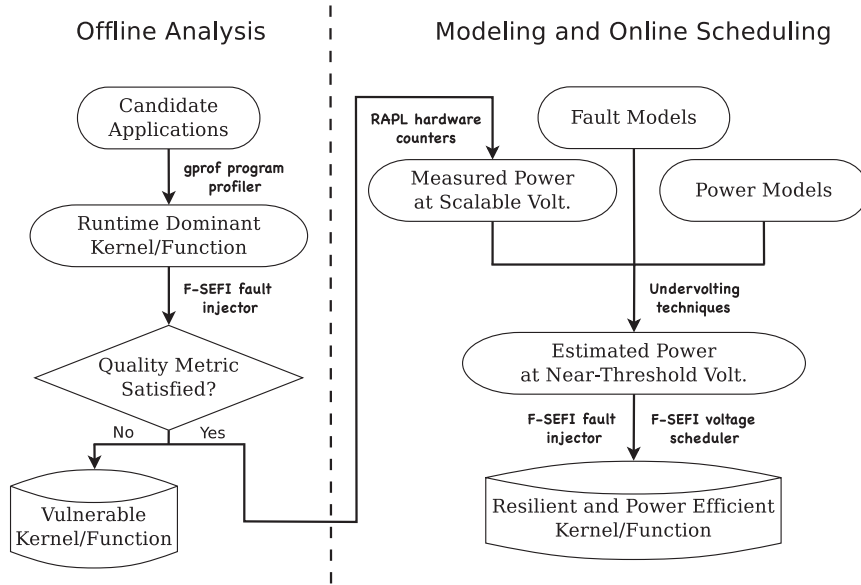 Offline Analysis
Candidate
Applications
gprof program
profiler
Runtime Dominant
Kernel/Function
F-SEFI fault
injector
Quality Metric
Satisfied?
No
Yes
Vulnerable
Kernel/Function
Modeling and Online Scheduling
RAPL hardware
counters
Fault Models
Measured Power
at Scalable Volt.
Power Models
Undervolting
techniques
Estimated Power
at Near-Threshold Volt.
F-SEFI fault
injector
F-SEFI voltage
scheduler
Resilient and Power Efficient
Kernel/Function